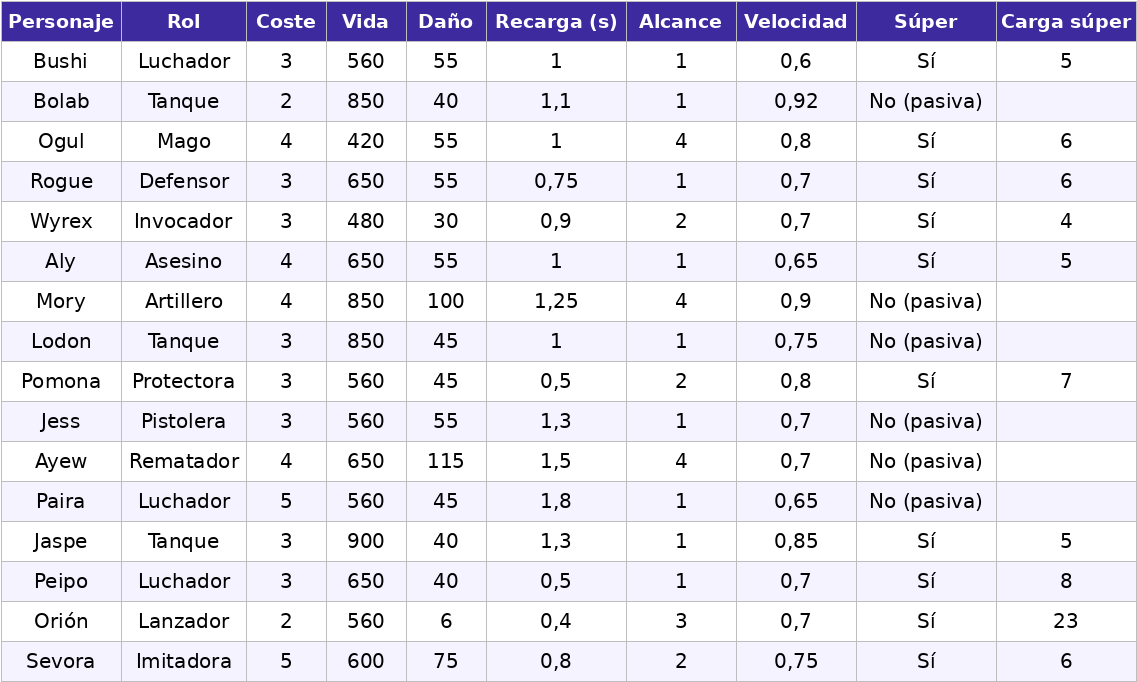 Personaje Rol Coste Vida Daño Recarga (s) Alcance Velocidad Súper Carga súper
Bushi Luchador 3 560 55 1 1 0,6 Sí 5
Bolab Tanque 2 850 40 1,1 1 0,92 No (pasiva)
Ogul Mago 4 420 55 1 4 0,8 Sí 6
Rogue Defensor 3 650 55 0,75 1 0,7 Sí 6
Wyrex Invocador 3 480 30 0,9 2 0,7 Sí 4
Aly Asesino 4 650 55 1 1 0,65 Sí 5
Mory Artillero 4 850 100 1,25 4 0,9 No (pasiva)
Lodon Tanque 3 850 45 1 1 0,75 No (pasiva)
Pomona Protectora 3 560 45 0,5 2 0,8 Sí 7
Jess Pistolera 3 560 55 1,3 1 0,7 No (pasiva)
Ayew Rematador 4 650 115 1,5 4 0,7 No (pasiva)
Paira Luchador 5 560 45 1,8 1 0,65 No (pasiva)
Jaspe Tanque 3 900 40 1,3 1 0,85 Sí 5
Peipo Luchador 3 650 40 0,5 1 0,7 Sí 8
Orión Lanzador 2 560 6 0,4 3 0,7 Sí 23
Sevora Imitadora 5 600 75 0,8 2 0,75 Sí 6